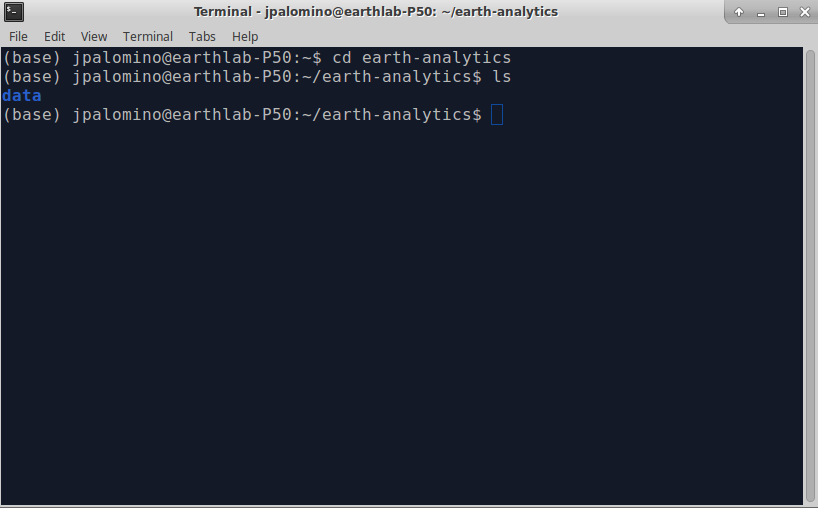 Terminal - jpalomino@earthlab-P50: ~/earth-analytics
File Edit View Terminal Tabs Help
(base) jpalomino@earthlab-P50:~$ cd earth-analytics
(base) jpalomino@earthlab-P50:~/earth-analytics$ ls
data
(base) jpalomino@earthlab-P50:~/earth-analytics$